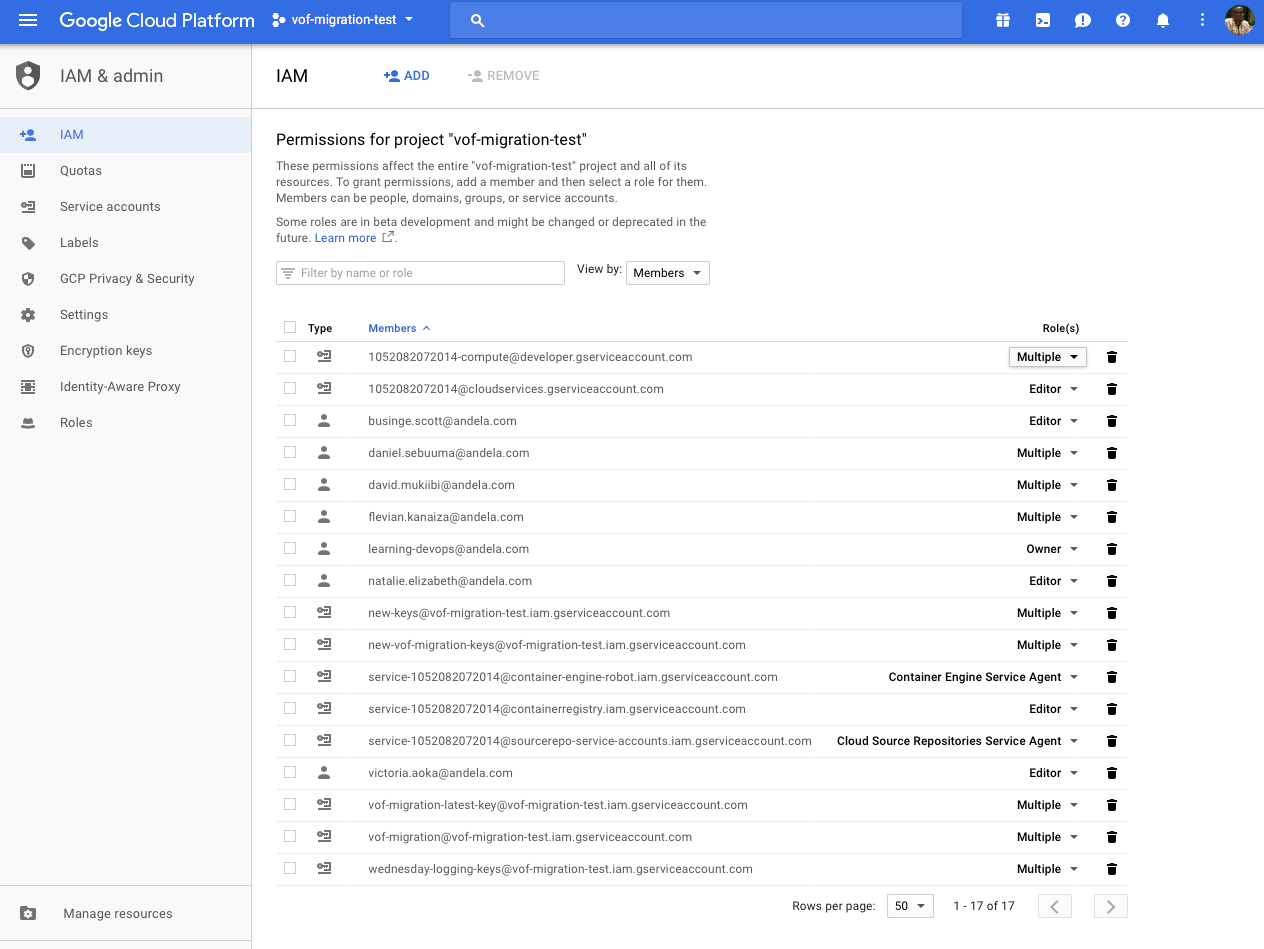 Google Cloud Platform vof-migration-test
IAM & admin
IAM
Quotas
Service accounts
Labels
GCP Privacy & Security
Settings
Encryption keys
Identity-Aware Proxy
Roles
Manage resources
IAM ADD REMOVE
Permissions for project "vof-migration-test"
These permissions affect the entire "vof-migration-test" project and all of its
resources. To grant permissions, add a member and then select a role for them.
Members can be people, domains, groups, or service accounts.
Some roles are in beta development and might be changed or deprecated in the
future. Learn more.
Filter by name or role View by: Members
Type Members Role(s)
1052082072014-compute@developer.gserviceaccount.com Multiple
1052082072014@cloudservices.gserviceaccount.com Editor
businge.scott@andela.com Editor
daniel.sebuuma@andela.com Multiple
david.mukiibi@andela.com Multiple
flevian.kanaiza@andela.com Multiple
learning-devops@andela.com Owner
natalie.elizabeth@andela.com Editor
new-keys@vof-migration-test.iam.gserviceaccount.com Multiple
new-vof-migration-keys@vof-migration-test.iam.gserviceaccount.com Multiple
service-1052082072014@container-engine-robot.iam.gserviceaccount.com Container Engine Service Agent
service-1052082072014@containerregistry.iam.gserviceaccount.com Editor
service-1052082072014@sourcerepo-service-accounts.iam.gserviceaccount.com Cloud Source Repositories Service Agent
victoria.aoka@andela.com Editor
vof-migration-latest-key@vof-migration-test.iam.gserviceaccount.com Multiple
vof-migration@vof-migration-test.iam.gserviceaccount.com Multiple
wednesday-logging-keys@vof-migration-test.iam.gserviceaccount.com Multiple
Rows per page: 50 1 - 17 of 17